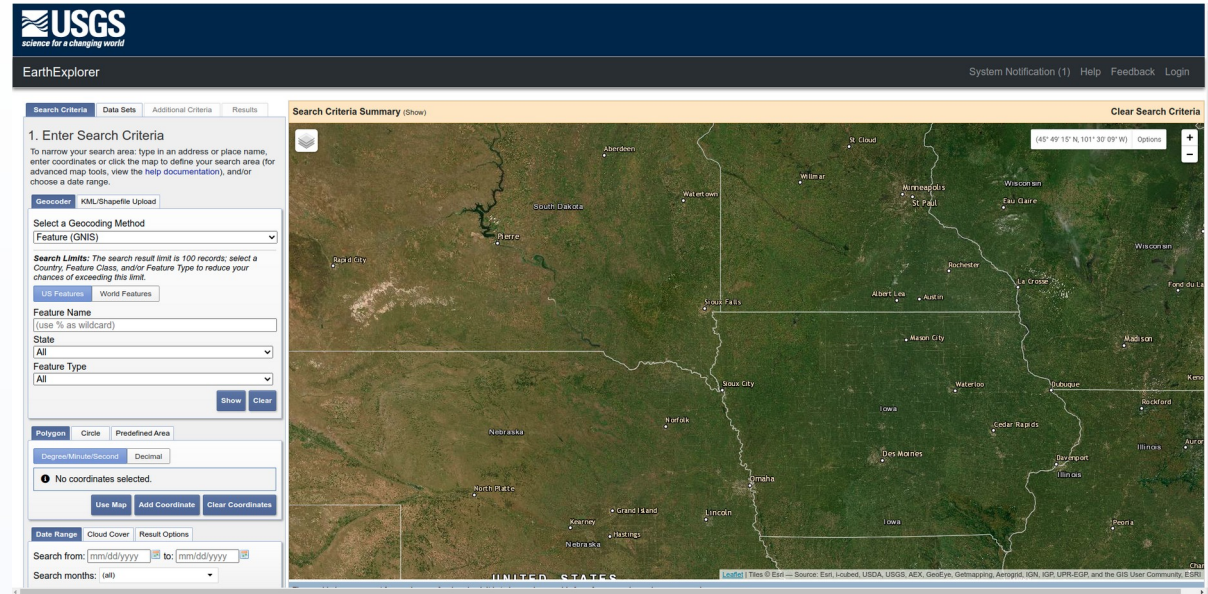 USGS
science for a changing world
EarthExplorer
System Notification (1) Help Feedback Login
Search Criteria Data Sets Additional Criteria Results
1. Enter Search Criteria
To narrow your search area: type in an address or place name,
enter coordinates or click the map to define your search area (for
advanced map tools, view the help documentation), and/or
choose a date range.
Geocoder KML/Shapefile Upload
Select a Geocoding Method
Feature (GNIS)
Search Limits: The search result limit is 100 records; select a
Country, Feature Class, and/or Feature Type to reduce your
chances of exceeding this limit.
US Features World Features
Feature Name
(use % as wildcard)
State
All
Feature Type
All
Show Clear
Polygon Circle Predefined Area
Degree/Minute/Second Decimal
No coordinates selected.
Use Map Add Coordinate Clear Coordinates
Date Range Cloud Cover Result Options
Search from: mm/dd/yyyy to: mm/dd/yyyy
Search months: (all)
Search Criteria Summary (Show)
Clear Search Criteria
(45° 49' 15" N, 101° 30' 09" W) Options
+
-
Aberdeen
St Cloud
Willmar
Minneapolis
Wisconsin
St Paul
Eau Claire
Watertown
South Dakota
Pierre
Wisconsin
Rapid City
Rochester
La Crosse
Fond du La
Albert Lea
Austin
Sioux Falls
Mason City
Madison
Sioux City
Waterloo
Dubuque
Keno
Rockford
Iowa
Norfolk
Cedar Rapids
Nebraska
Illinois
Auror
Des Moines
Davenport
Illinois
Omaha
North Platte
Grand Island
Lincoln
Kearney
Iowa
Peoria
Hastings
Nebraska
Char
UNITED STATES
Leaflet | Tiles © Esri — Source: Esri, i-cubed, USDA, USGS, AEX, GeoEye, Getmapping, Aerogrid, IGN, IGP, UPR-EGP, and the GIS User Community, ESRI